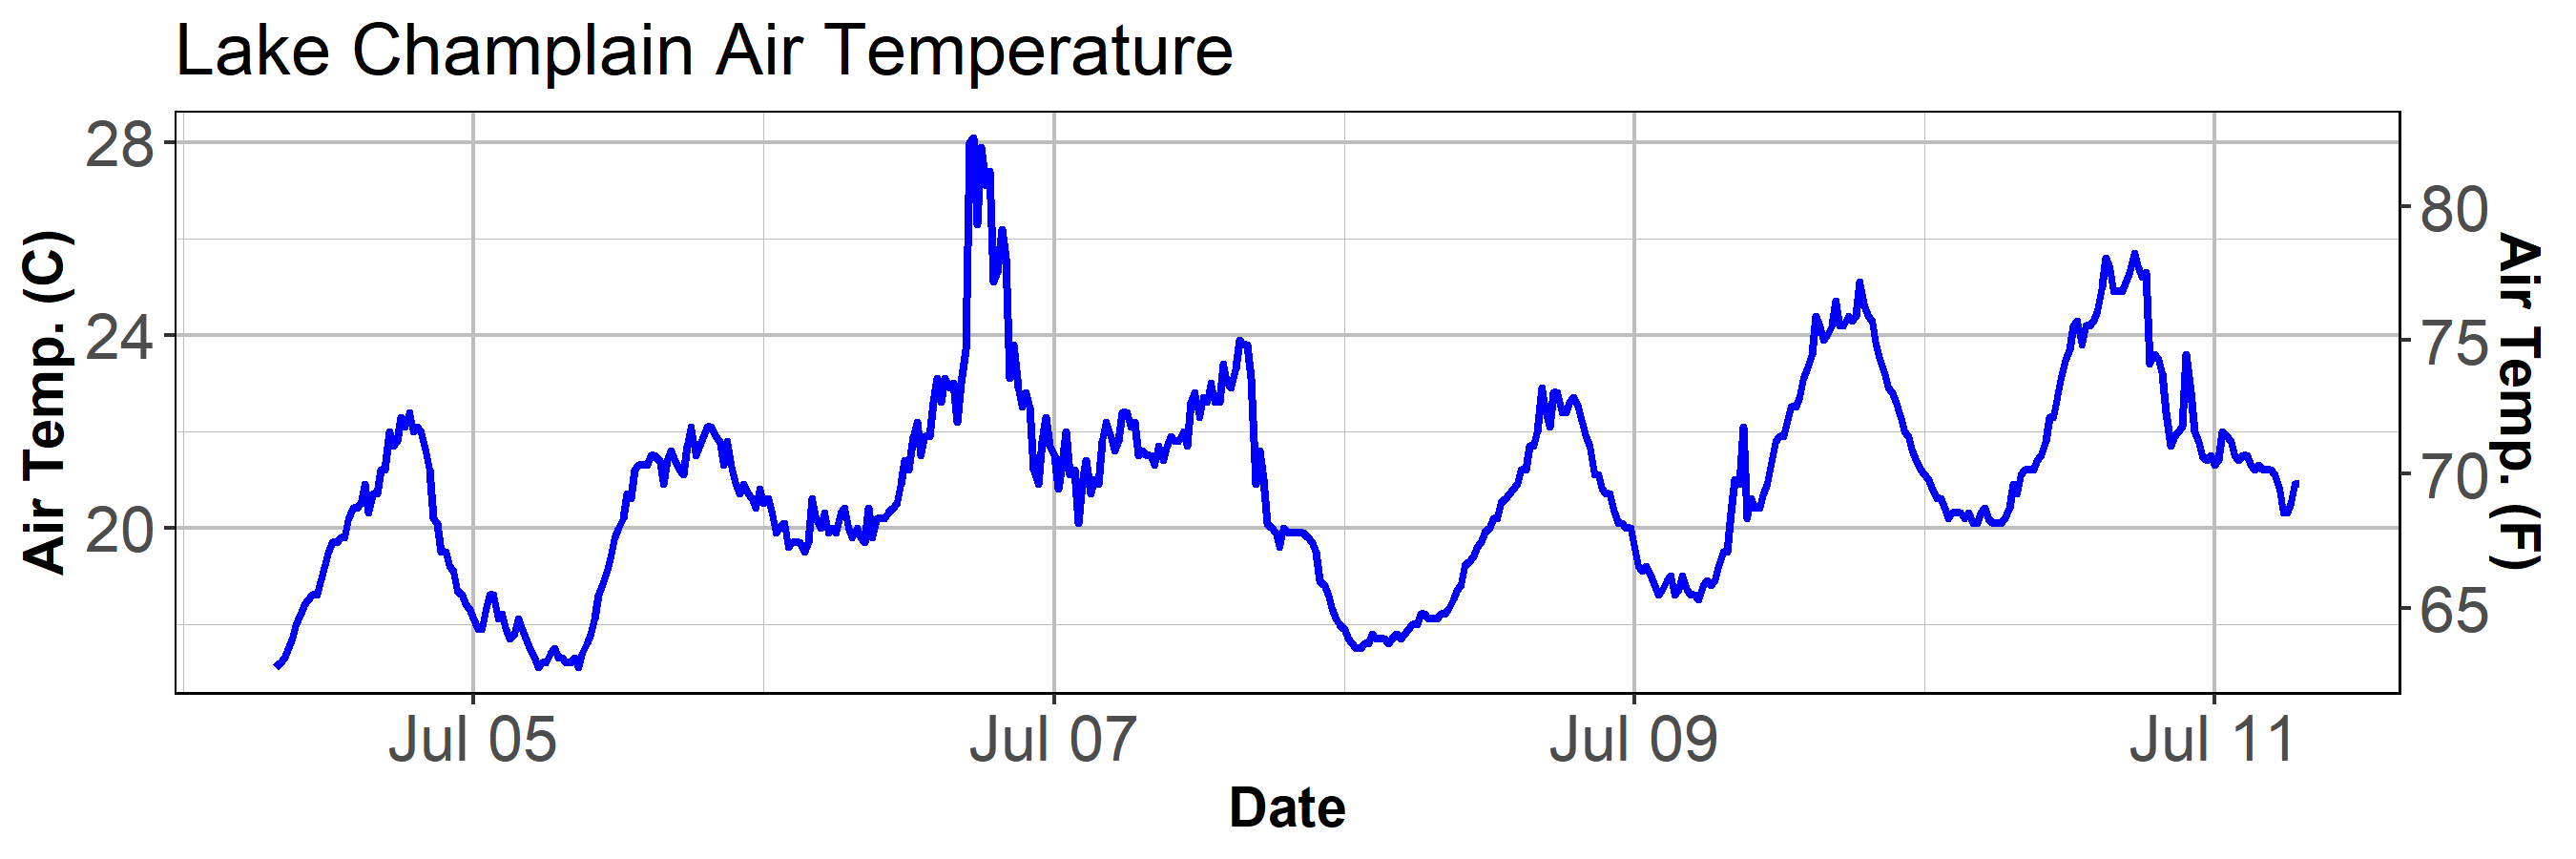 Lake Champlain Air Temperature
Air Temp. (C)
28
24
20
80
75
70
65
Air Temp. (F)
Jul 05
Jul 07
Jul 09
Jul 11
Date